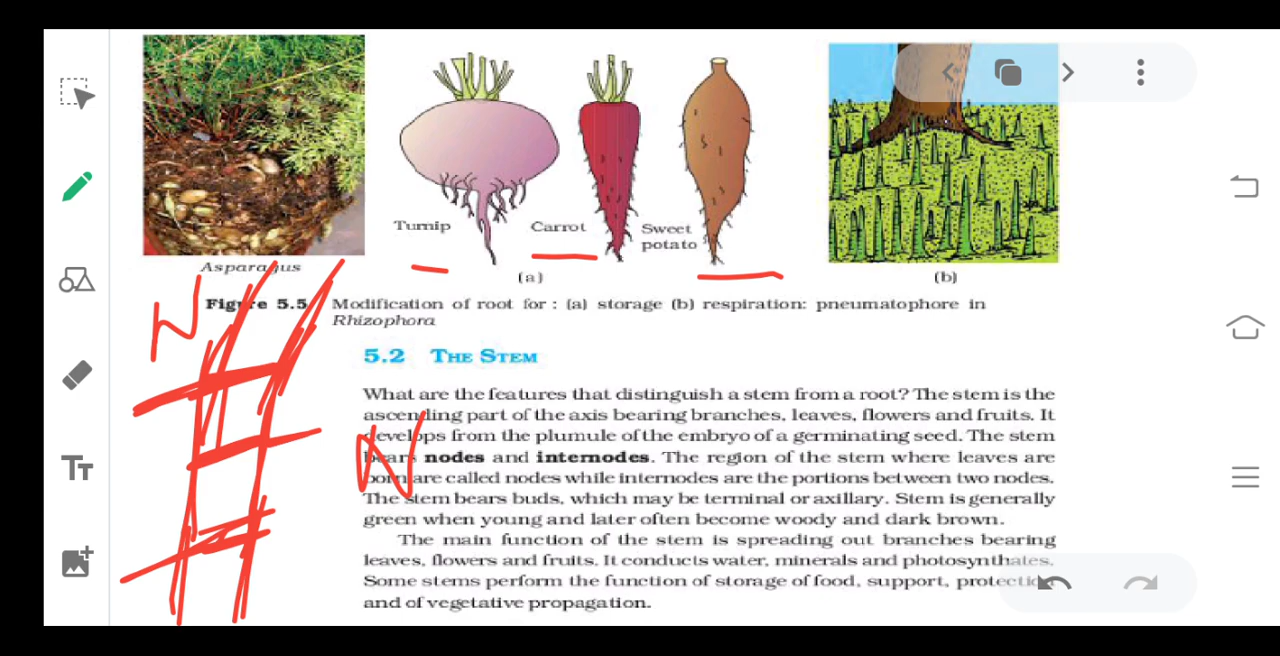 Turnip
Carrot
Sweet
potato
Asparagus
(a)
(b)
Figure 5.5 Modification of root for : (a) storage (b) respiration: pneumatophore in
Rhizophora
5.2 THE STEM
What are the features that distinguish a stem from a root? The stem is the
ascending part of the axis bearing branches, leaves, flowers and fruits. It
develops from the plumule of the embryo of a germinating seed. The stem
bears nodes and internodes. The region of the stem where leaves are
born are called nodes while internodes are the portions between two nodes.
The stem bears buds, which may be terminal or axillary. Stem is generally
green when young and later often become woody and dark brown.
The main function of the stem is spreading out branches bearing
leaves, flowers and fruits. It conducts water, minerals and photosynthates.
Some stems perform the function of storage of food, support, protection
and of vegetative propagation.
N
N
TT